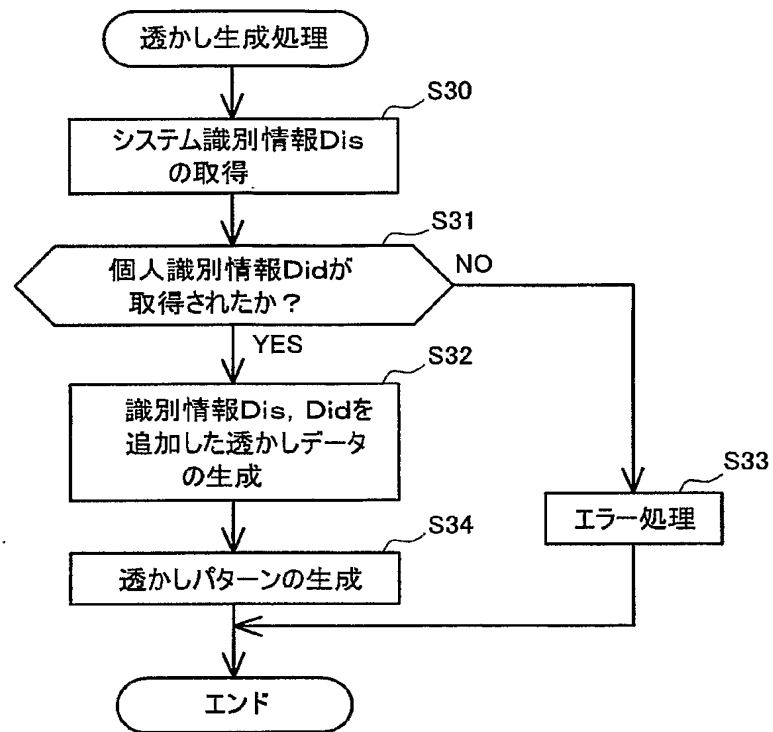 透かし生成処理
S30
システム識別情報Dis
の取得
S31
個人識別情報Didが
取得されたか？
NO
YES
S32
識別情報Dis, Didを
追加した透かしデータ
の生成
S33
エラー処理
S34
透かしパターンの生成
エンド